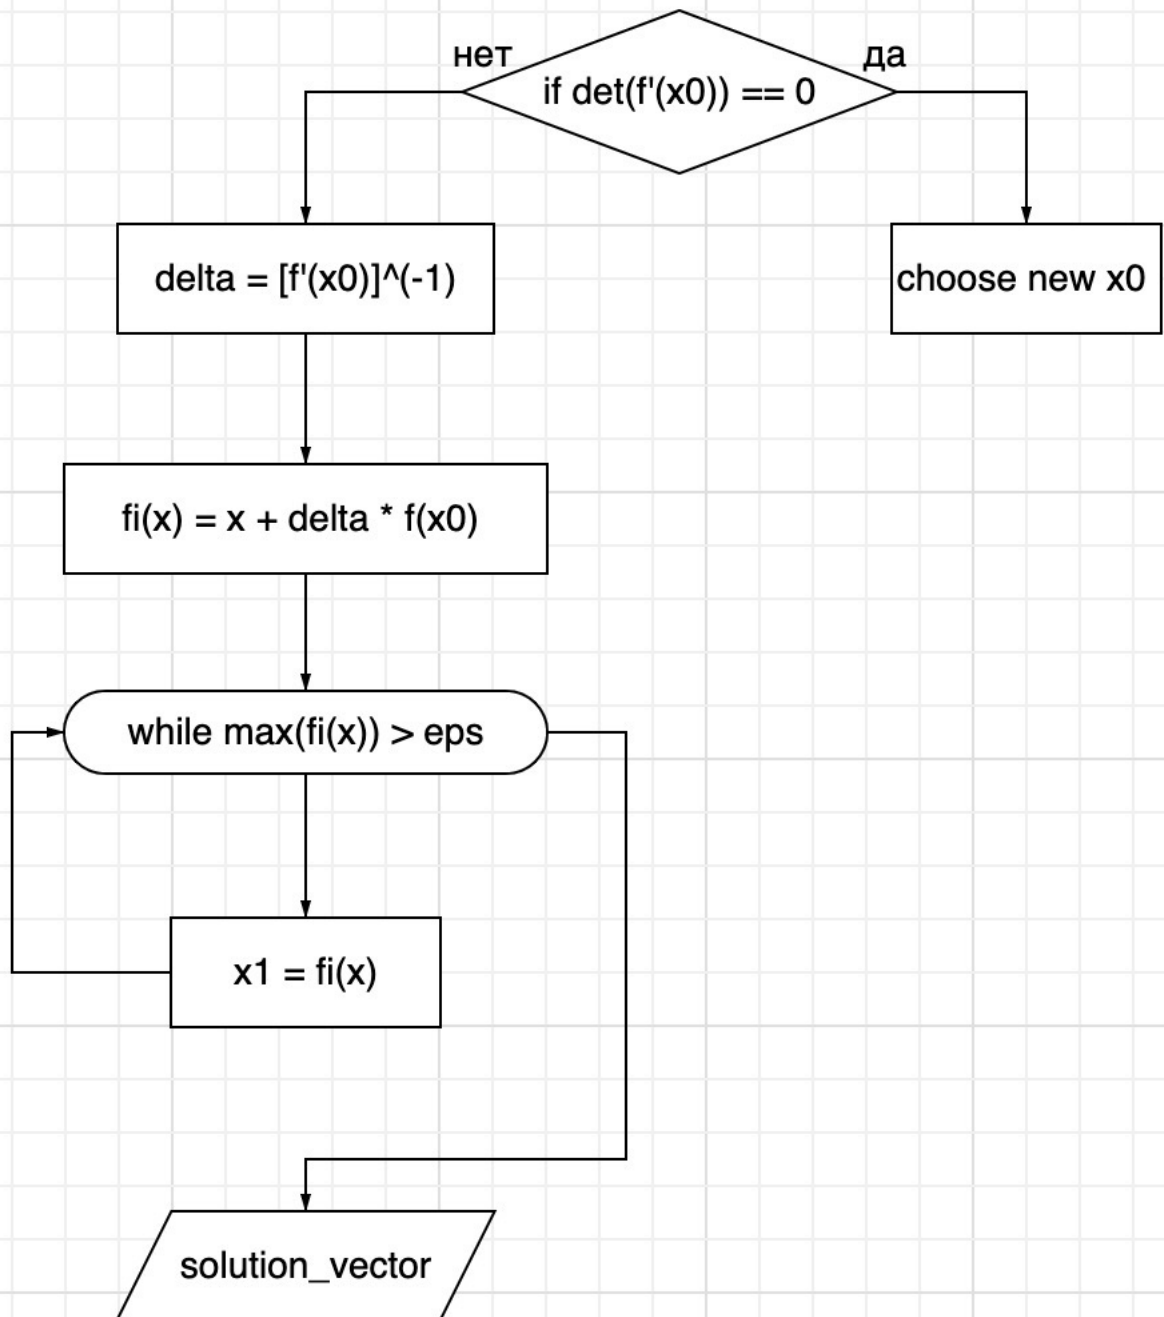 нет
да
if det(f'(x0)) == 0
delta = [f'(x0)]^(-1)
choose new x0
fi(x) = x + delta * f(x0)
while max(fi(x)) > eps
x1 = fi(x)
solution_vector